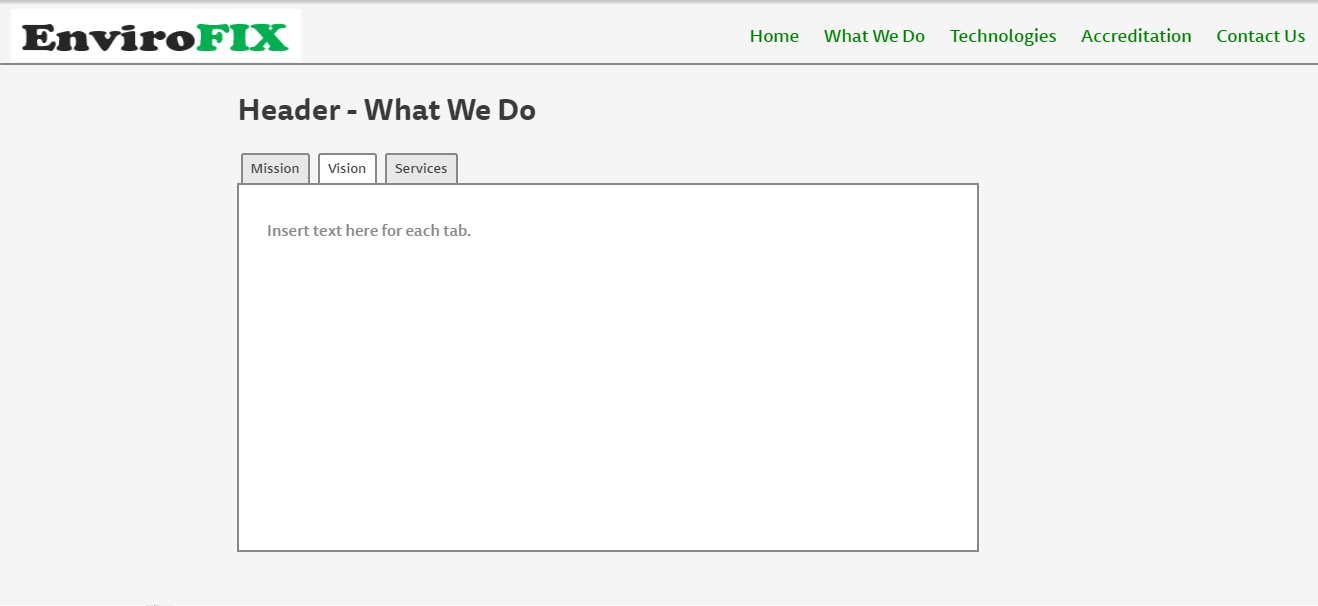 EnviroFIX
Home What We Do Technologies Accreditation Contact Us
Header - What We Do
Mission Vision Services
Insert text here for each tab.